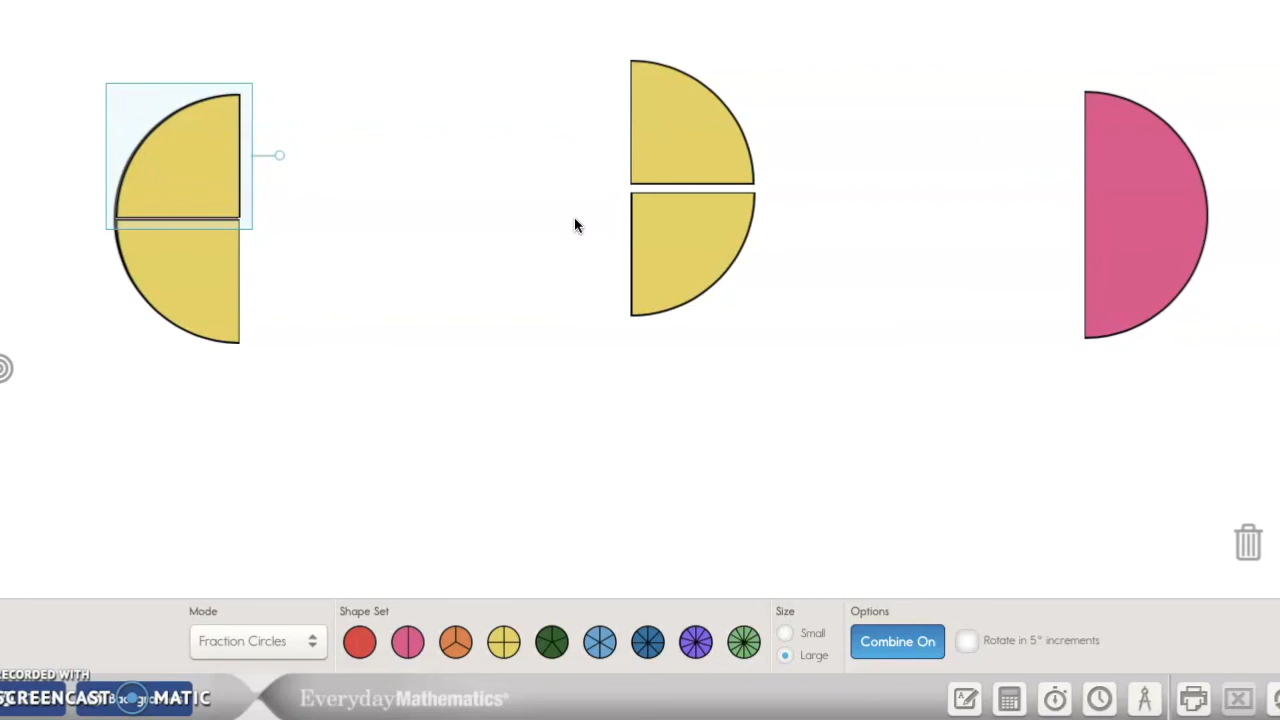 Mode
Fraction Circles
Shape Set
Size
Small
Large
Options
Combine On
Rotate in 5° increments
RECORDED WITH
SCREENCAST MATIC
EverydayMathematics®